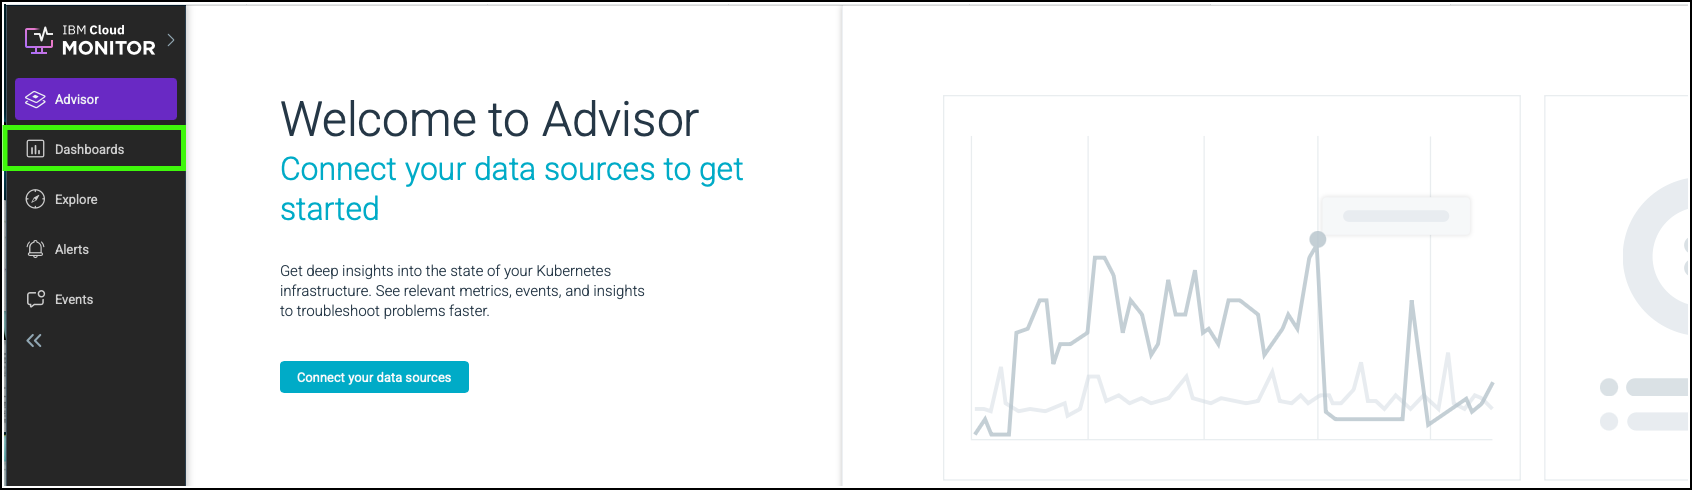 IBM Cloud
MONITOR
Advisor
Dashboards
Explore
Alerts
Events
Welcome to Advisor
Connect your data sources to get
started
Get deep insights into the state of your Kubernetes
infrastructure. See relevant metrics, events, and insights
to troubleshoot problems faster.
Connect your data sources